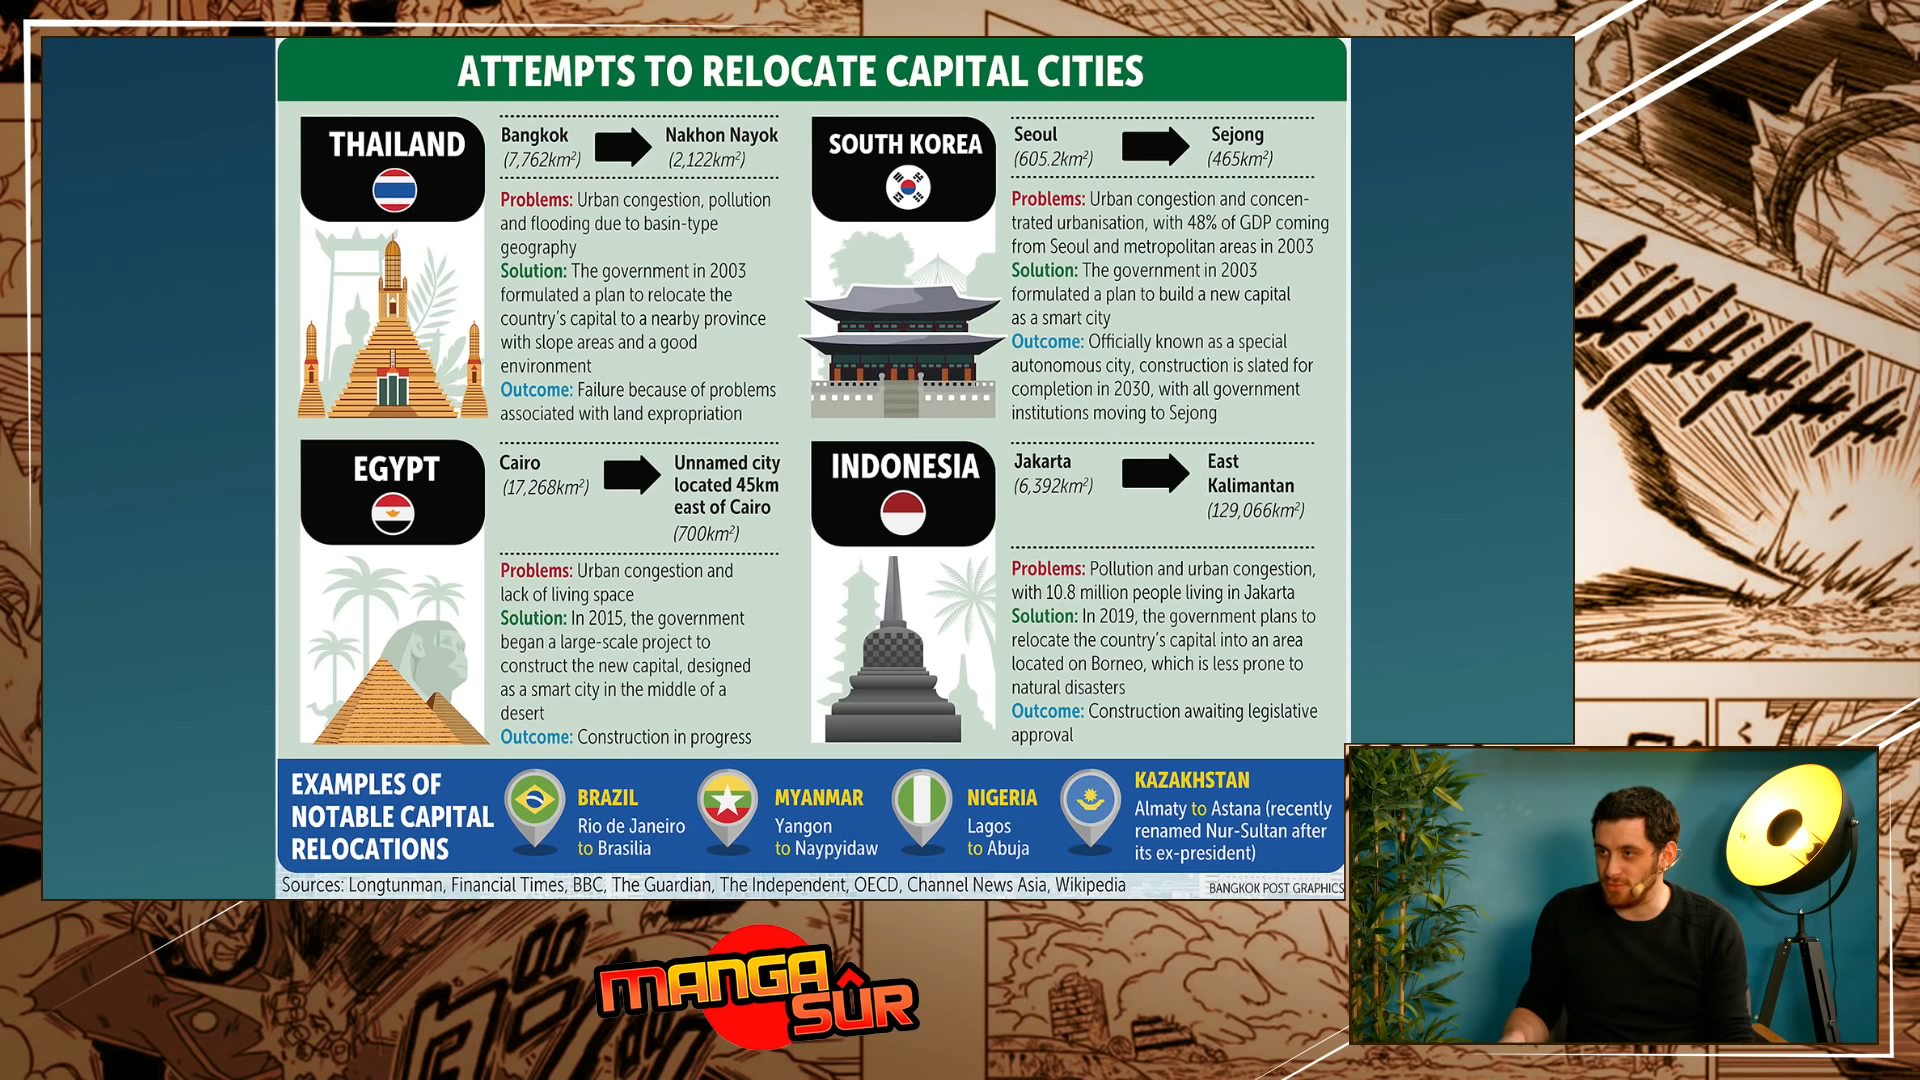 ATTEMPTS TO RELOCATE CAPITAL CITIES
THAILAND
Bangkok
(7,762km²)
Nakhon Nayok
(2,122km²)
Problems: Urban congestion, pollution
and flooding due to basin-type
geography
Solution: The government in 2003
formulated a plan to relocate the
country's capital to a nearby province
with slope areas and a good
environment
Outcome: Failure because of problems
associated with land expropriation
SOUTH KOREA
Seoul
(605.2km²)
Sejong
(465km²)
Problems: Urban congestion and concen-
trated urbanisation, with 48% of GDP coming
from Seoul and metropolitan areas in 2003
Solution: The government in 2003
formulated a plan to build a new capital
as a smart city
Outcome: Officially known as a special
autonomous city, construction is slated for
completion in 2030, with all government
institutions moving to Sejong
EGYPT
Cairo
(17,268km²)
Unnamed city
located 45km
east of Cairo
(700km²)
Problems: Urban congestion and
lack of living space
Solution: In 2015, the government
began a large-scale project to
construct the new capital, designed
as a smart city in the middle of a
desert
Outcome: Construction in progress
INDONESIA
Jakarta
(6,392km²)
East
Kalimantan
(129,066km²)
Problems: Pollution and urban congestion,
with 10.8 million people living in Jakarta
Solution: In 2019, the government plans to
relocate the country's capital into an area
located on Borneo, which is less prone to
natural disasters
Outcome: Construction awaiting legislative
approval
EXAMPLES OF
NOTABLE CAPITAL
RELOCATIONS
BRAZIL
Rio de Janeiro
to Brasilia
MYANMAR
Yangon
to Naypyidaw
NIGERIA
Lagos
to Abuja
KAZAKHSTAN
Almaty to Astana (recently
renamed Nur-Sultan after
its ex-president)
Sources: Longtunman, Financial Times, BBC, The Guardian, The Independent, OECD, Channel News Asia, Wikipedia
BANGKOK POST GRAPHICS
MANGA
SÛR